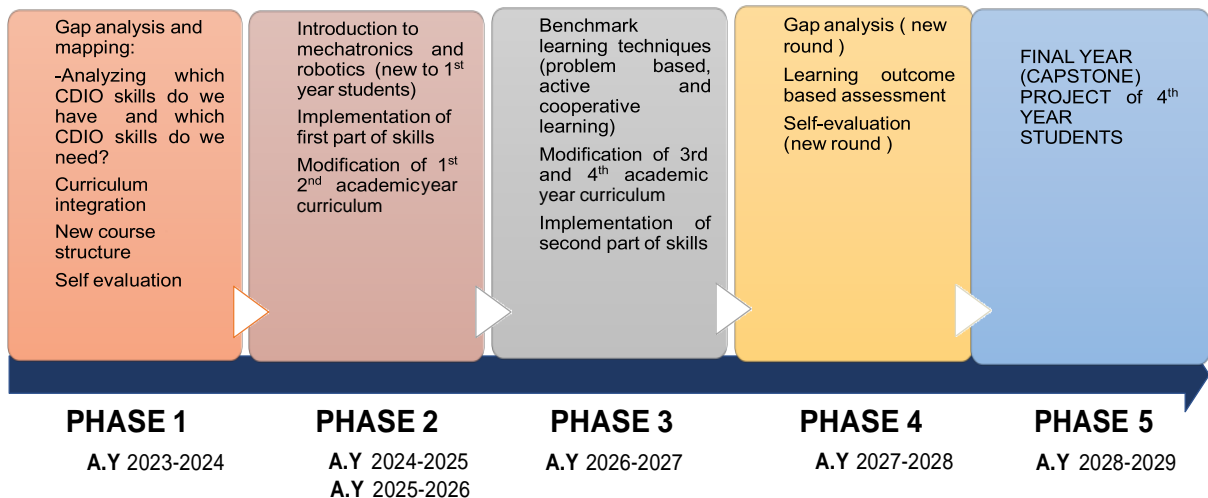 Gap analysis and
mapping:
-Analyzing which
CDIO skills do we
have and which
CDIO skills do we
need?
Curriculum
integration
New course
structure
Self evaluation
Introduction to
mechatronics and
robotics (new to 1st
year students)
Implementation of
first part of skills
Modification of 1st
2nd academicyear
curriculum
Benchmark
learning techniques
(problem based,
active and
cooperative
learning)
Modification of 3rd
and 4th academic
year curriculum
Implementation of
second part of skills
Gap analysis ( new
round )
Learning outcome
based assessment
Self-evaluation
(new round )
FINAL YEAR
(CAPSTONE)
PROJECT of 4th
YEAR
STUDENTS
PHASE 1
A.Y 2023-2024
PHASE 2
A.Y 2024-2025
A.Y 2025-2026
PHASE 3
A.Y 2026-2027
PHASE 4
A.Y 2027-2028
PHASE 5
A.Y 2028-2029